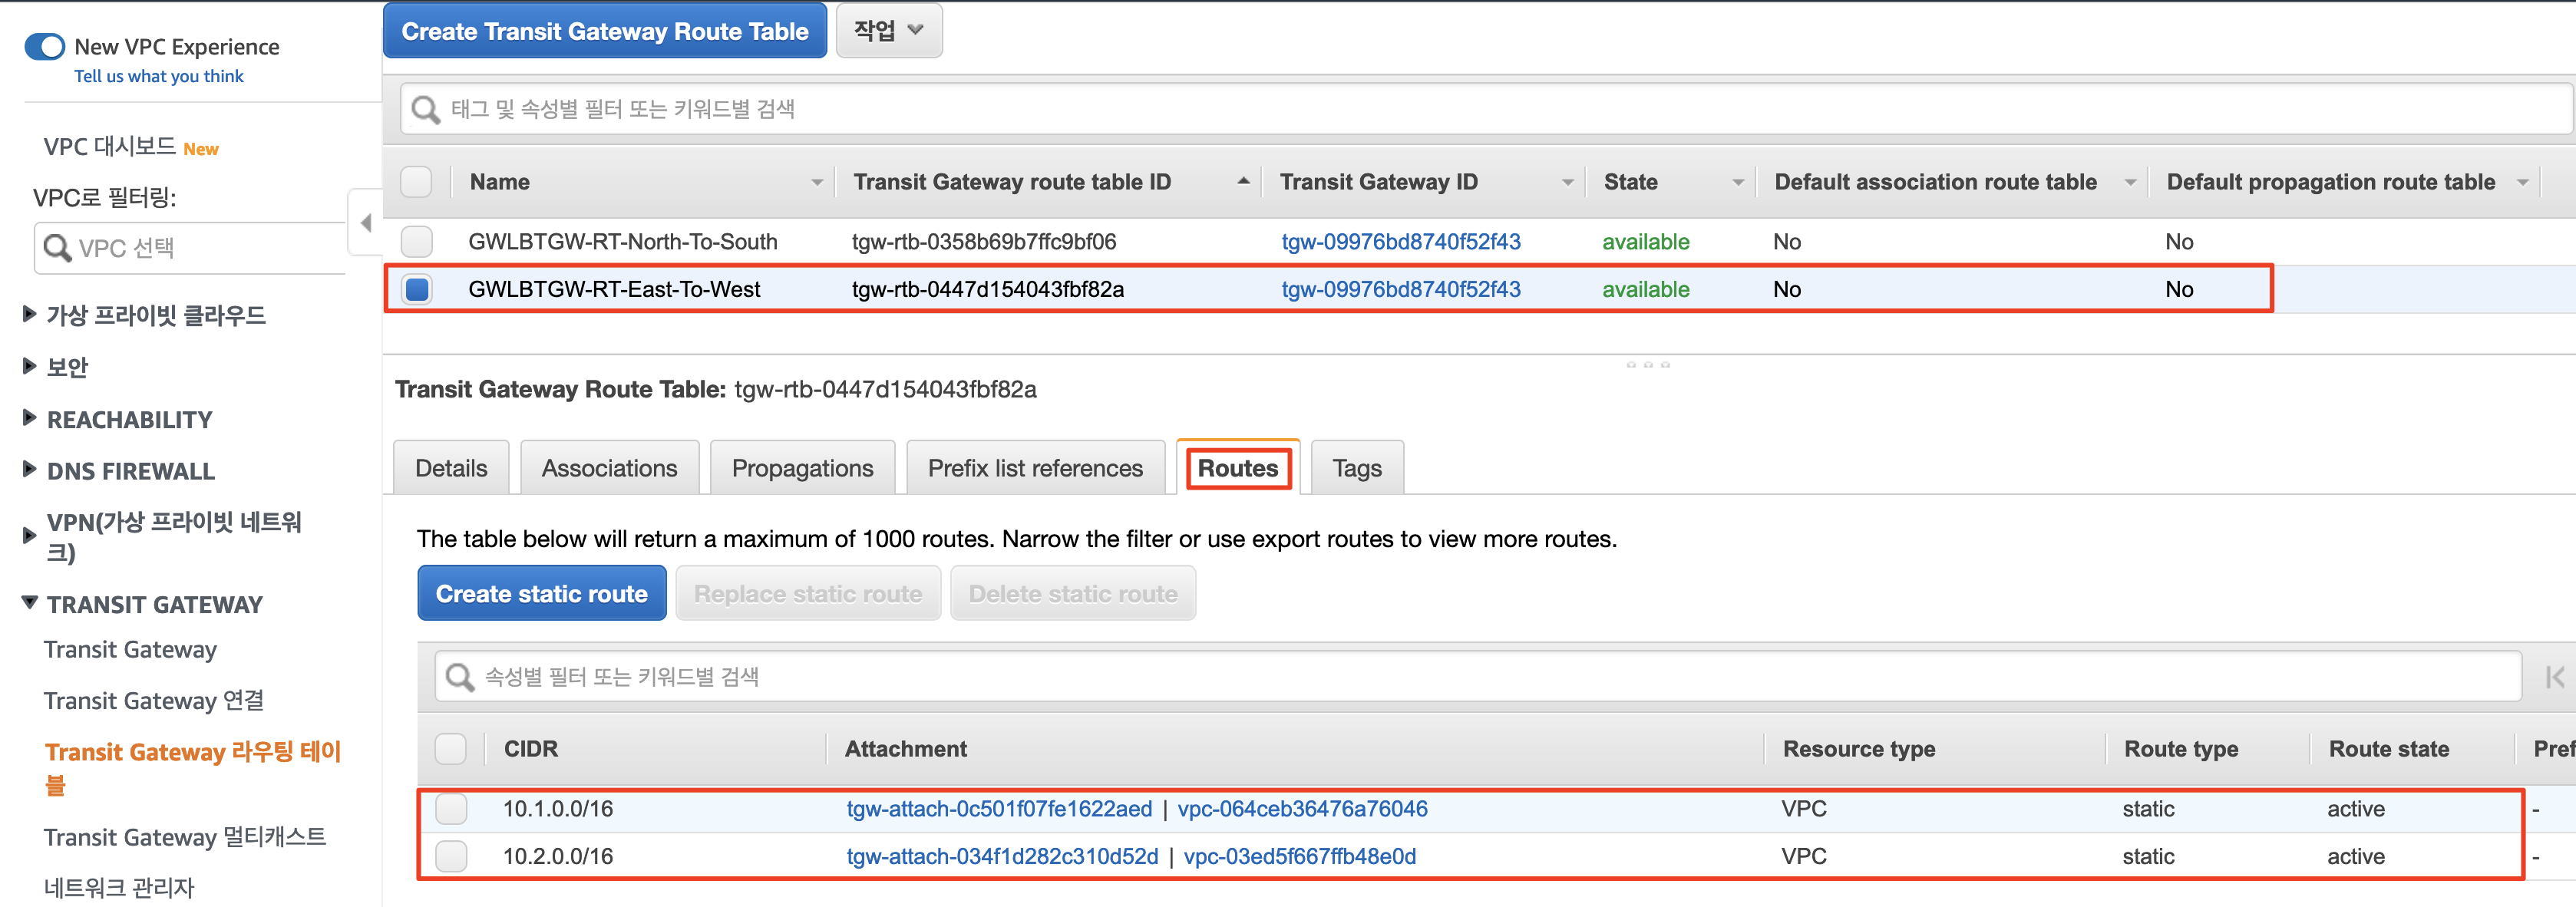 New VPC Experience
Tell us what you think
VPC 대시보드 New
VPC로 필터링:
VPC 선택
가상 프라이빗 클라우드
보안
REACHABILITY
DNS FIREWALL
VPN(가상 프라이빗 네트워
크)
TRANSIT GATEWAY
Transit Gateway
Transit Gateway 연결
Transit Gateway 라우팅 테이
블
Transit Gateway 멀티캐스트
네트워크 관리자
Create Transit Gateway Route Table 작업
태그 및 속성별 필터 또는 키워드별 검색
Name Transit Gateway route table ID Transit Gateway ID State Default association route table Default propagation route table
GWLBTGW-RT-North-To-South tgw-rtb-0358b69b7ffc9bf06 tgw-09976bd8740f52f43 available No No
GWLBTGW-RT-East-To-West tgw-rtb-0447d154043fbf82a tgw-09976bd8740f52f43 available No No
Transit Gateway Route Table: tgw-rtb-0447d154043fbf82a
Details Associations Propagations Prefix list references Routes Tags
The table below will return a maximum of 1000 routes. Narrow the filter or use export routes to view more routes.
Create static route Replace static route Delete static route
속성별 필터 또는 키워드별 검색
CIDR Attachment Resource type Route type Route state Pref
10.1.0.0/16 tgw-attach-0c501f07fe1622aed | vpc-064ceb36476a76046 VPC static active -
10.2.0.0/16 tgw-attach-034f1d282c310d52d | vpc-03ed5f667ffb48e0d VPC static active -